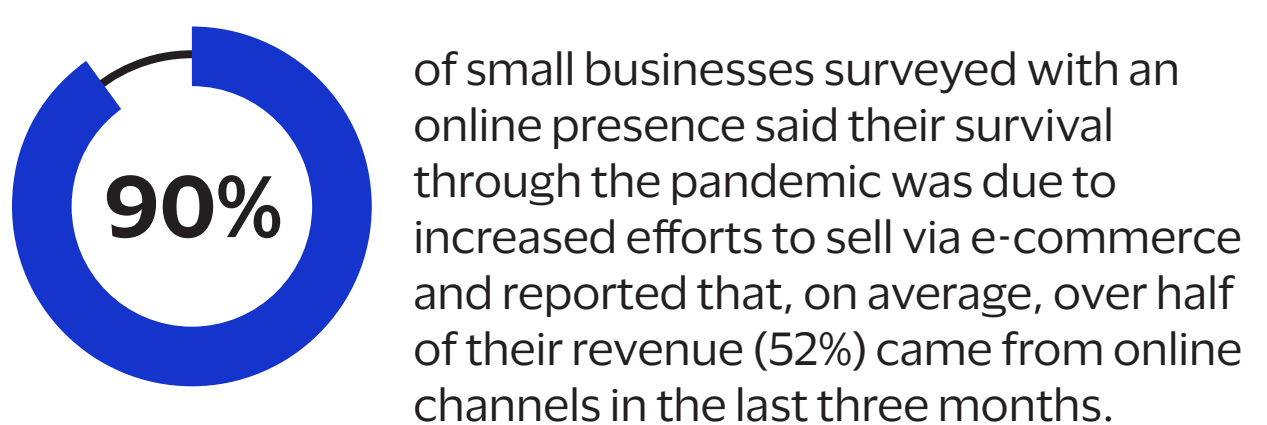 90%
of small businesses surveyed with an
online presence said their survival
through the pandemic was due to
increased efforts to sell via e-commerce
and reported that, on average, over half
of their revenue (52%) came from online
channels in the last three months.